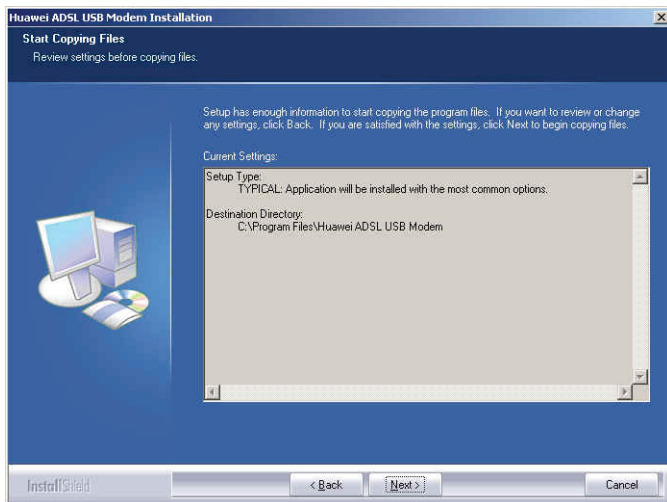 Huawei ADSL USB Modem Installation
Start Copying Files
Review settings before copying files.
Setup has enough information to start copying the program files. If you want to review or change
any settings, click Back. If you are satisfied with the settings, click Next to begin copying files.
Current Settings:
Setup Type:
TYPICAL: Application will be installed with the most common options.
Destination Directory:
C:\Program Files\Huawei ADSL USB Modem
InstallShield
< Back
Next >
Cancel